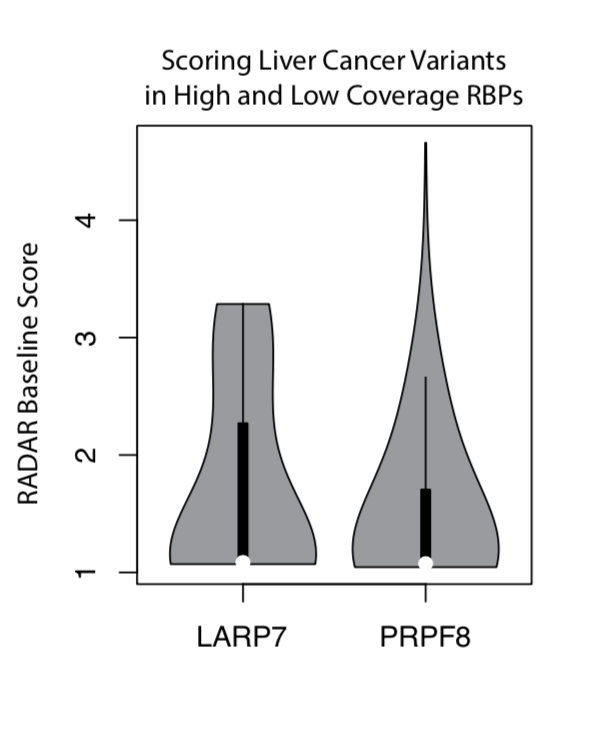 Scoring Liver Cancer Variants
in High and Low Coverage RBPs
RADAR Baseline Score
4
3
2
1
LARP7
PRPF8